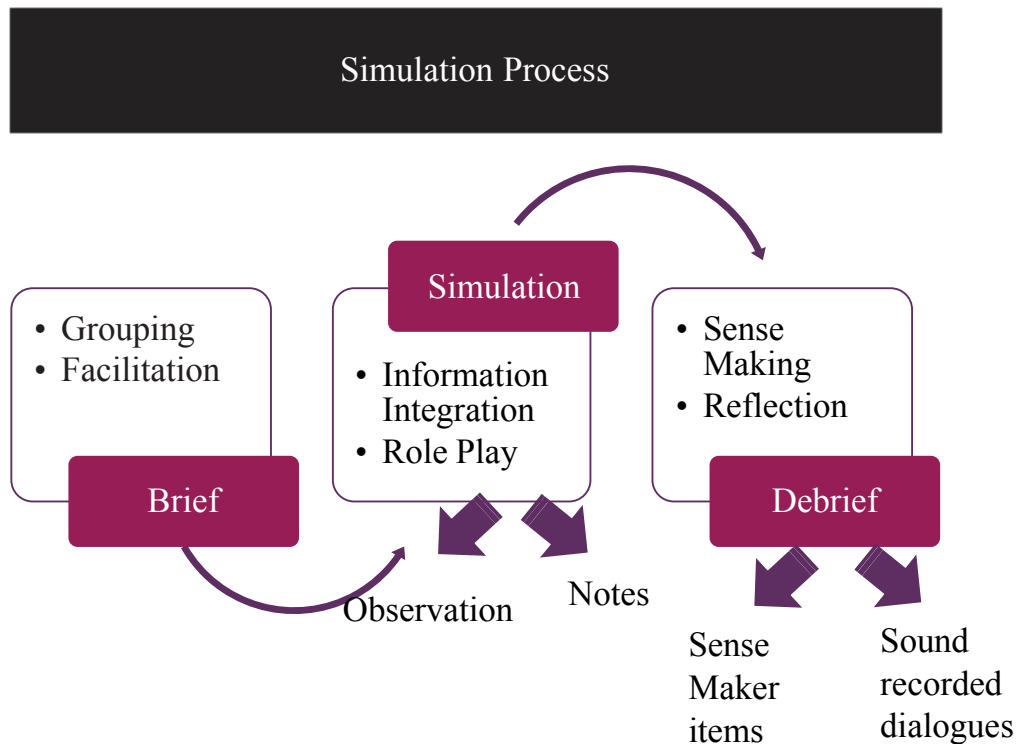 Simulation Process
• Grouping
• Facilitation
Brief
Simulation
• Information
Integration
• Role Play
Observation
Notes
• Sense
Making
• Reflection
Debrief
Sense
Maker
items
Sound
recorded
dialogues